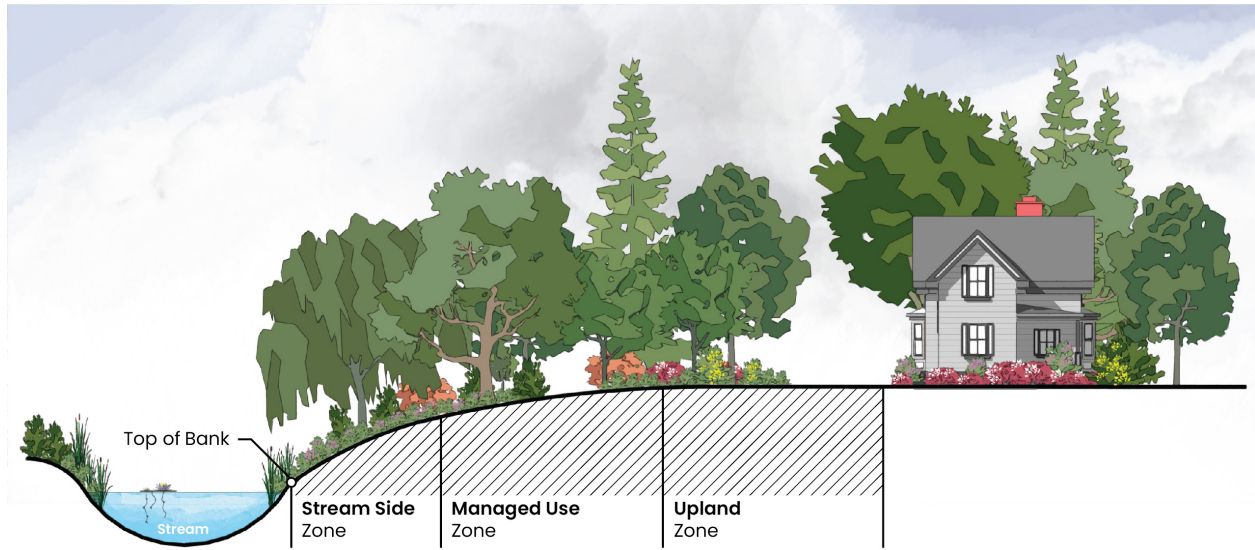 Top of Bank
Stream
Stream Side
Zone
Managed Use
Zone
Upland
Zone